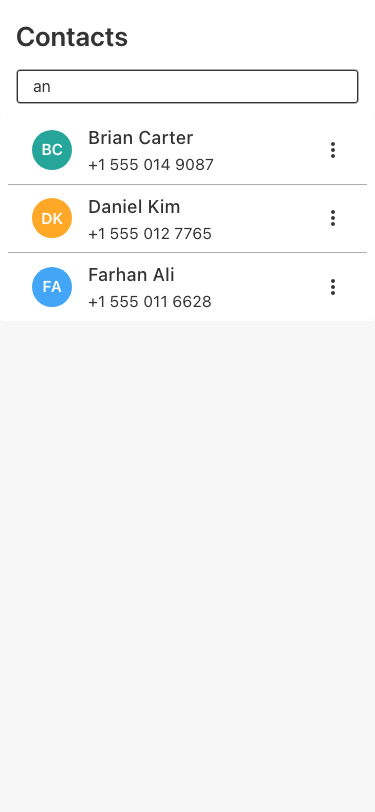 Contacts
an
BC
Brian Carter
+1 555 014 9087
DK
Daniel Kim
+1 555 012 7765
FA
Farhan Ali
+1 555 011 6628